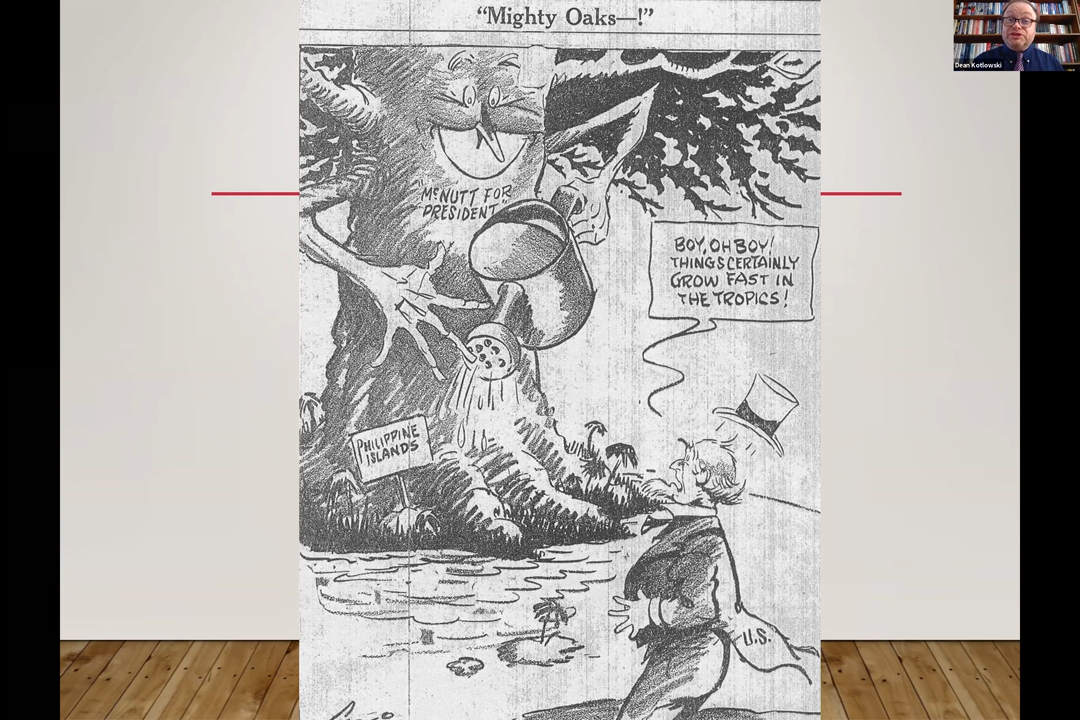 “Mighty Oaks—!”
Dean Kotlowski
"McNUTT FOR
PRESIDENT"
BOY, OH BOY!
THINGS CERTAINLY
GROW FAST IN
THE TROPICS!
PHILIPPINE
ISLANDS
U.S.